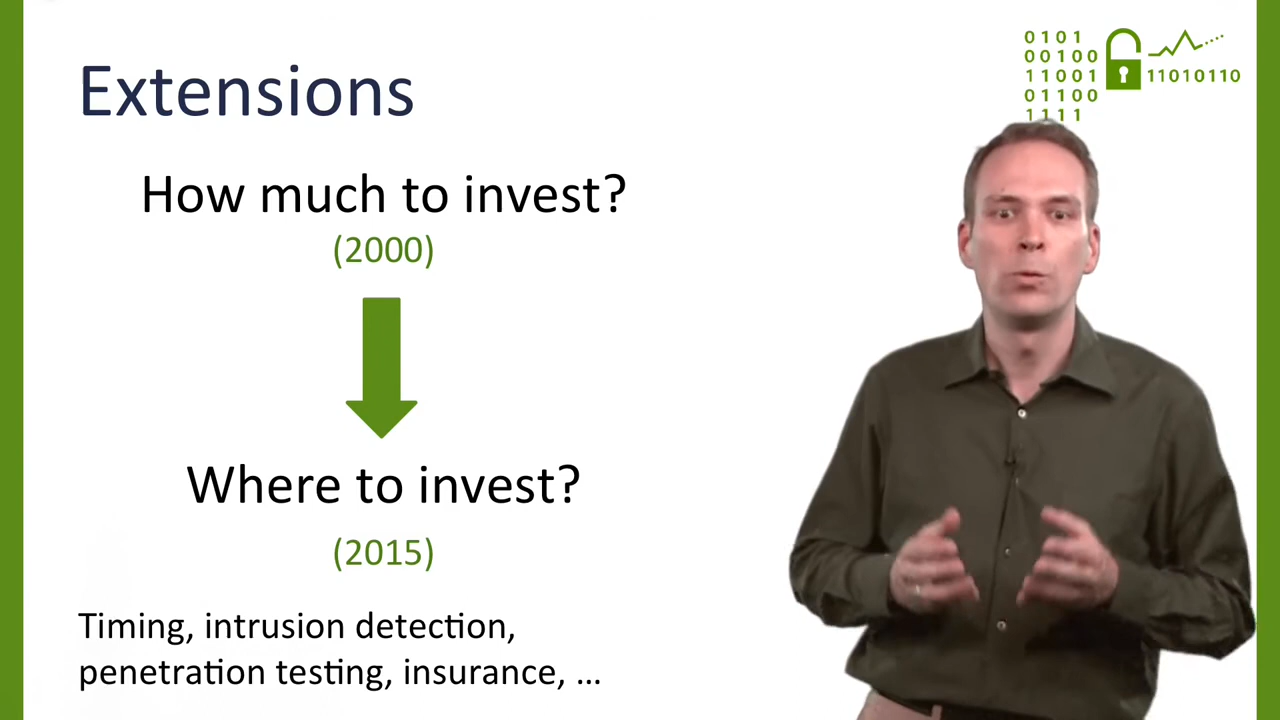 Extensions
0101
00100
11001
01100
1111
11010110
How much to invest?
(2000)
Where to invest?
(2015)
Timing, intrusion detection,
penetration testing, insurance, ...